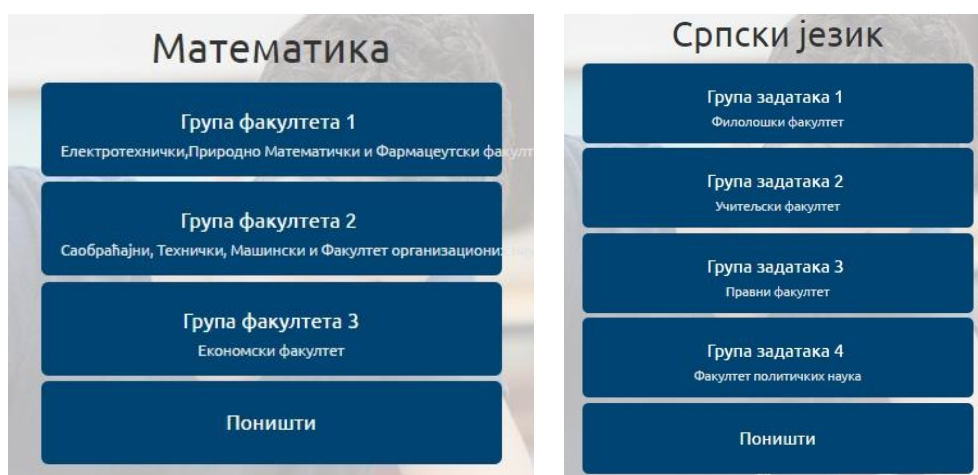 Математика
Група факултета 1
Електротехнички,Природно Математички и Фармацеутски факулт
Група факултета 2
Саобраћајни, Технички, Машински и Факултет организациони
Група факултета 3
Економски факултет
Поништи
Српски језик
Група задатака 1
Филолошки факултет
Група задатака 2
Учитељски факултет
Група задатака 3
Правни факултет
Група задатака 4
Факултет политичких наука
Поништи